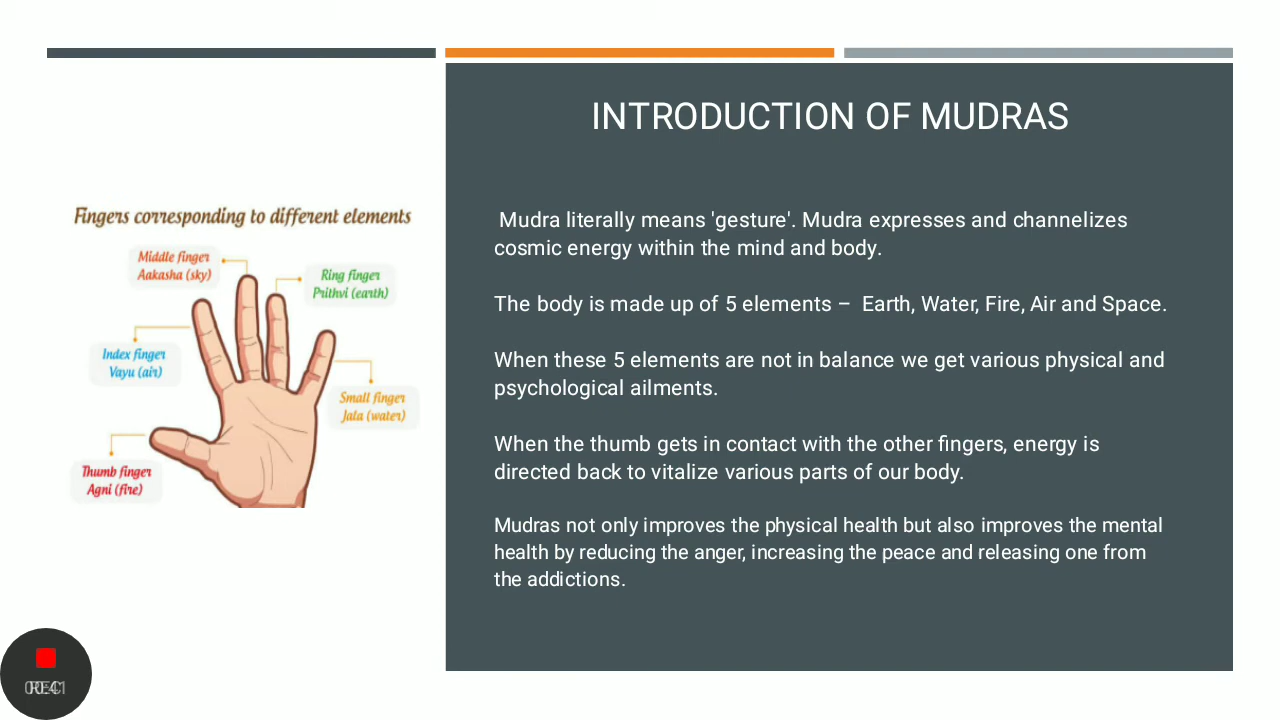 INTRODUCTION OF MUDRAS
Fingers corresponding to different elements
Middle finger
Aakasha (sky)
Ring finger
Prithvi (earth)
Index finger
Vayu (air)
Small finger
Jala (water)
Thumb finger
Agni (fire)
Mudra literally means 'gesture'. Mudra expresses and channelizes
cosmic energy within the mind and body.
The body is made up of 5 elements – Earth, Water, Fire, Air and Space.
When these 5 elements are not in balance we get various physical and
psychological ailments.
When the thumb gets in contact with the other fingers, energy is
directed back to vitalize various parts of our body.
Mudras not only improves the physical health but also improves the mental
health by reducing the anger, increasing the peace and releasing one from
the addictions.